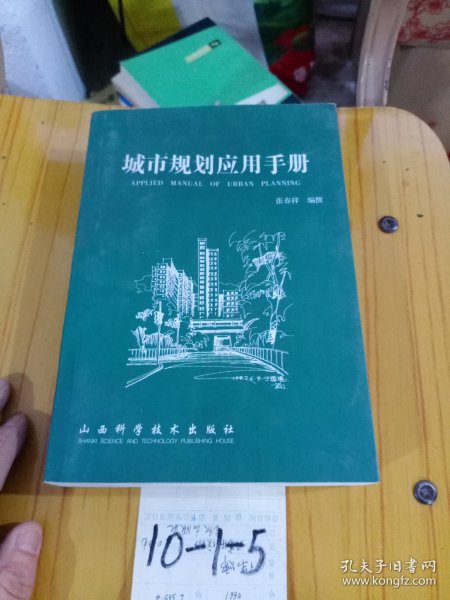 城市规划应用手册
APPLIED MANUAL OF URBAN PLANNING
张春祥 编撰
山西科学技术出版社
SHANXI SCIENCE AND TECHNOLOGY PUBLISHING HOUSE
10-1-5
孔夫子旧书网
www.kongfz.com